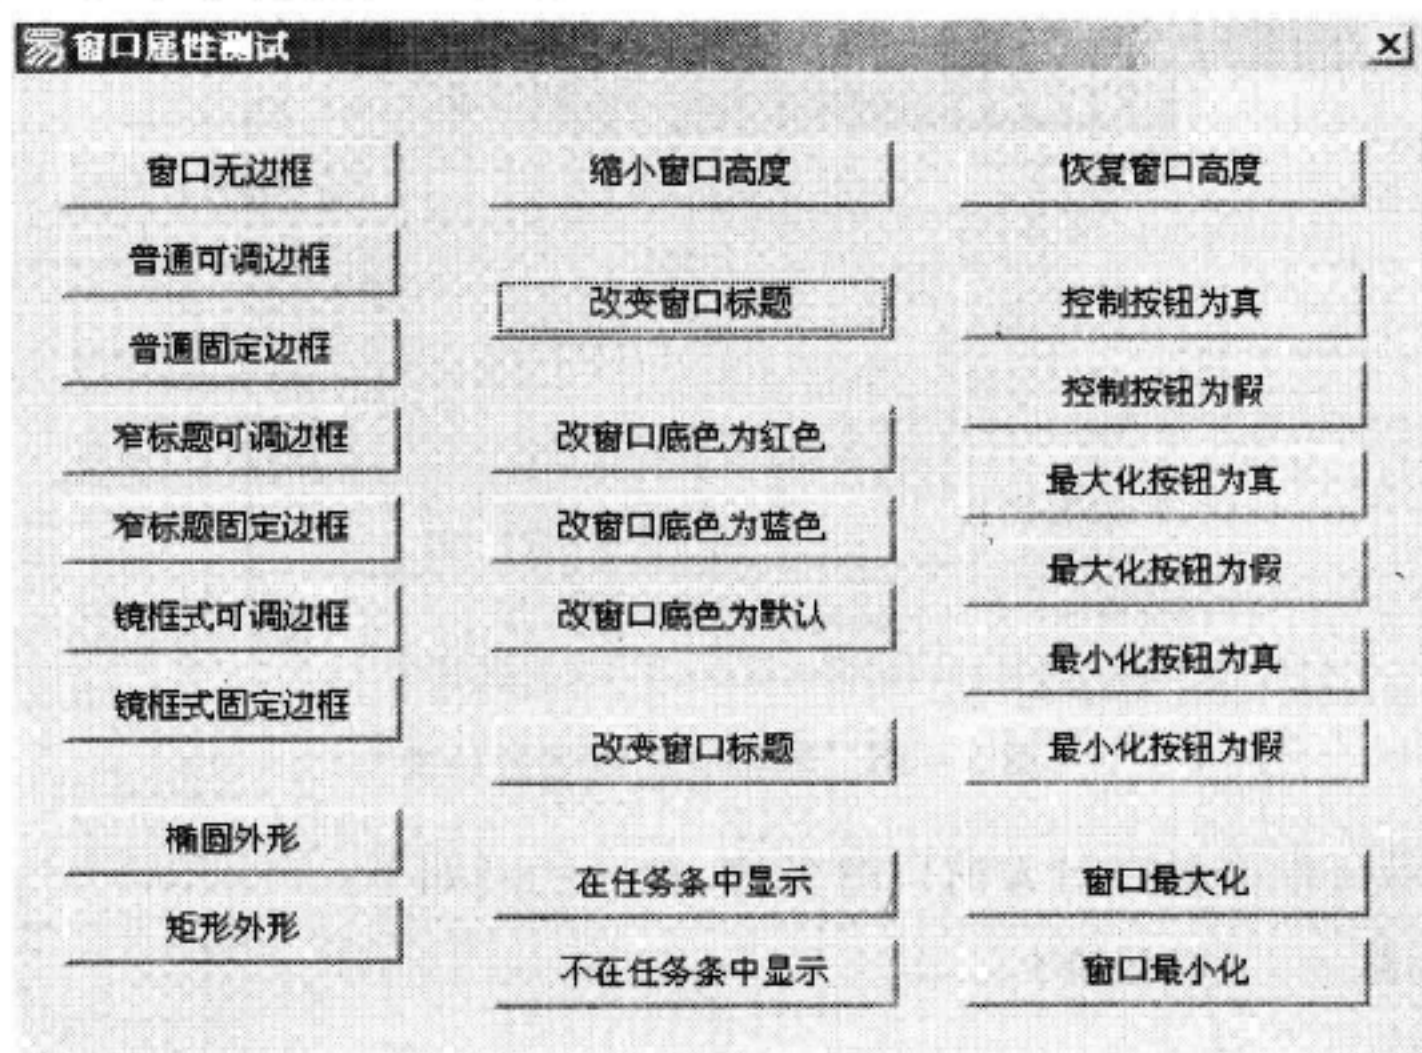 易 窗口属性测试
窗口无边框
普通可调边框
普通固定边框
窄标题可调边框
窄标题固定边框
镜框式可调边框
镜框式固定边框
椭圆外形
矩形外形
缩小窗口高度
改变窗口标题
改窗口底色为红色
改窗口底色为蓝色
改窗口底色为默认
改变窗口标题
在任务条中显示
不在任务条中显示
恢复窗口高度
控制按钮为真
控制按钮为假
最大化按钮为真
最大化按钮为假
最小化按钮为真
最小化按钮为假
窗口最大化
窗口最小化